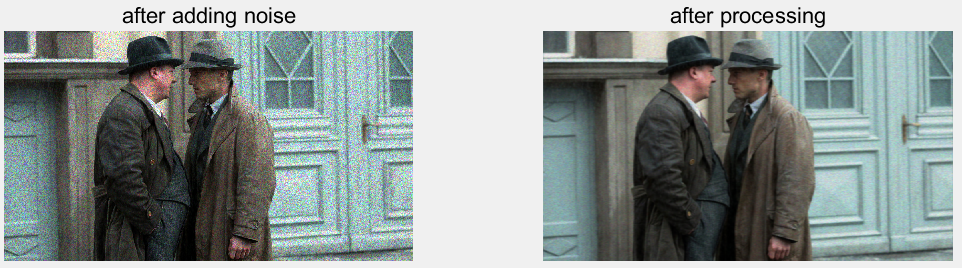 after adding noise
after processing